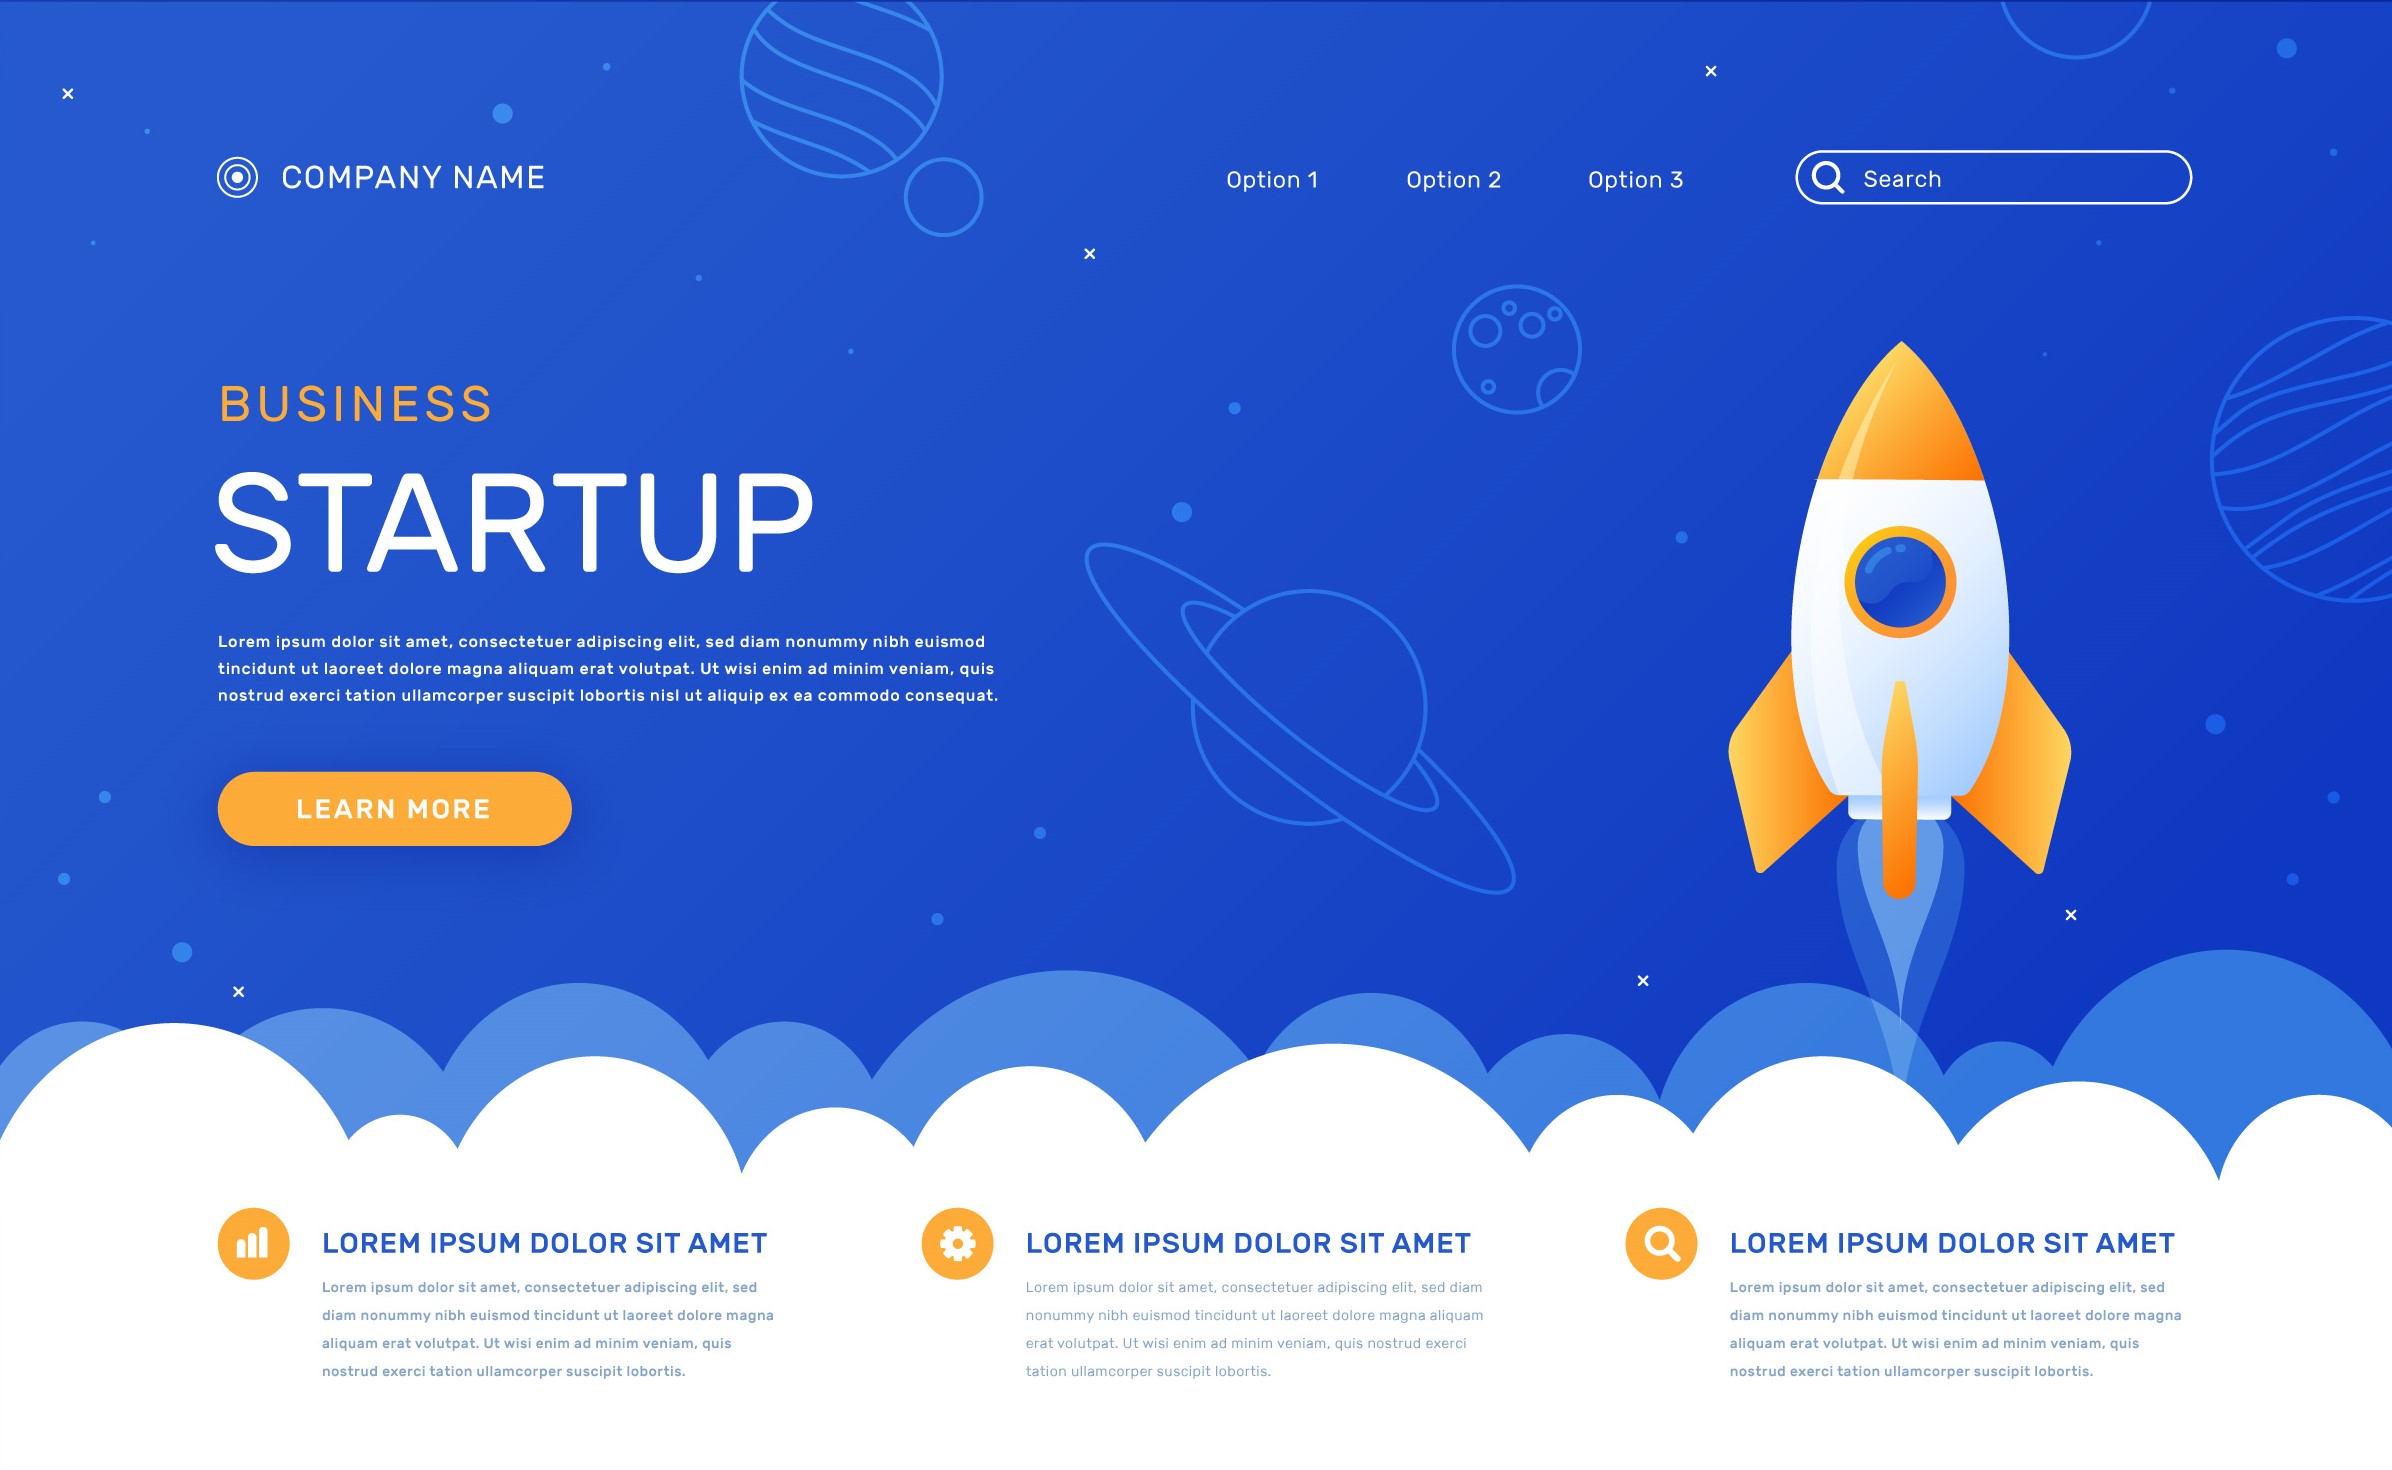 COMPANY NAME
Option 1
Option 2
Option 3
Search
BUSINESS
STARTUP
Lorem ipsum dolor sit amet, consectetuer adipiscing elit, sed diam nonummy nibh euismod
tincidunt ut laoreet dolore magna aliquam erat volutpat. Ut wisi enim ad minim veniam, quis
nostrud exerci tation ullamcorper suscipit lobortis nisl ut aliquip ex ea commodo consequat.
LEARN MORE
LOREM IPSUM DOLOR SIT AMET
Lorem ipsum dolor sit amet, consectetuer adipiscing elit, sed
diam nonummy nibh euismod tincidunt ut laoreet dolore magna
aliquam erat volutpat. Ut wisi enim ad minim veniam, quis
nostrud exerci tation ullamcorper suscipit lobortis.
LOREM IPSUM DOLOR SIT AMET
Lorem ipsum dolor sit amet, consectetuer adipiscing elit, sed diam
nonummy nibh euismod tincidunt ut laoreet dolore magna aliquam
erat volutpat. Ut wisi enim ad minim veniam, quis nostrud exerci
tation ullamcorper suscipit lobortis.
LOREM IPSUM DOLOR SIT AMET
Lorem ipsum dolor sit amet, consectetuer adipiscing elit, sed
diam nonummy nibh euismod tincidunt ut laoreet dolore magna
aliquam erat volutpat. Ut wisi enim ad minim veniam, quis
nostrud exerci tation ullamcorper suscipit lobortis.